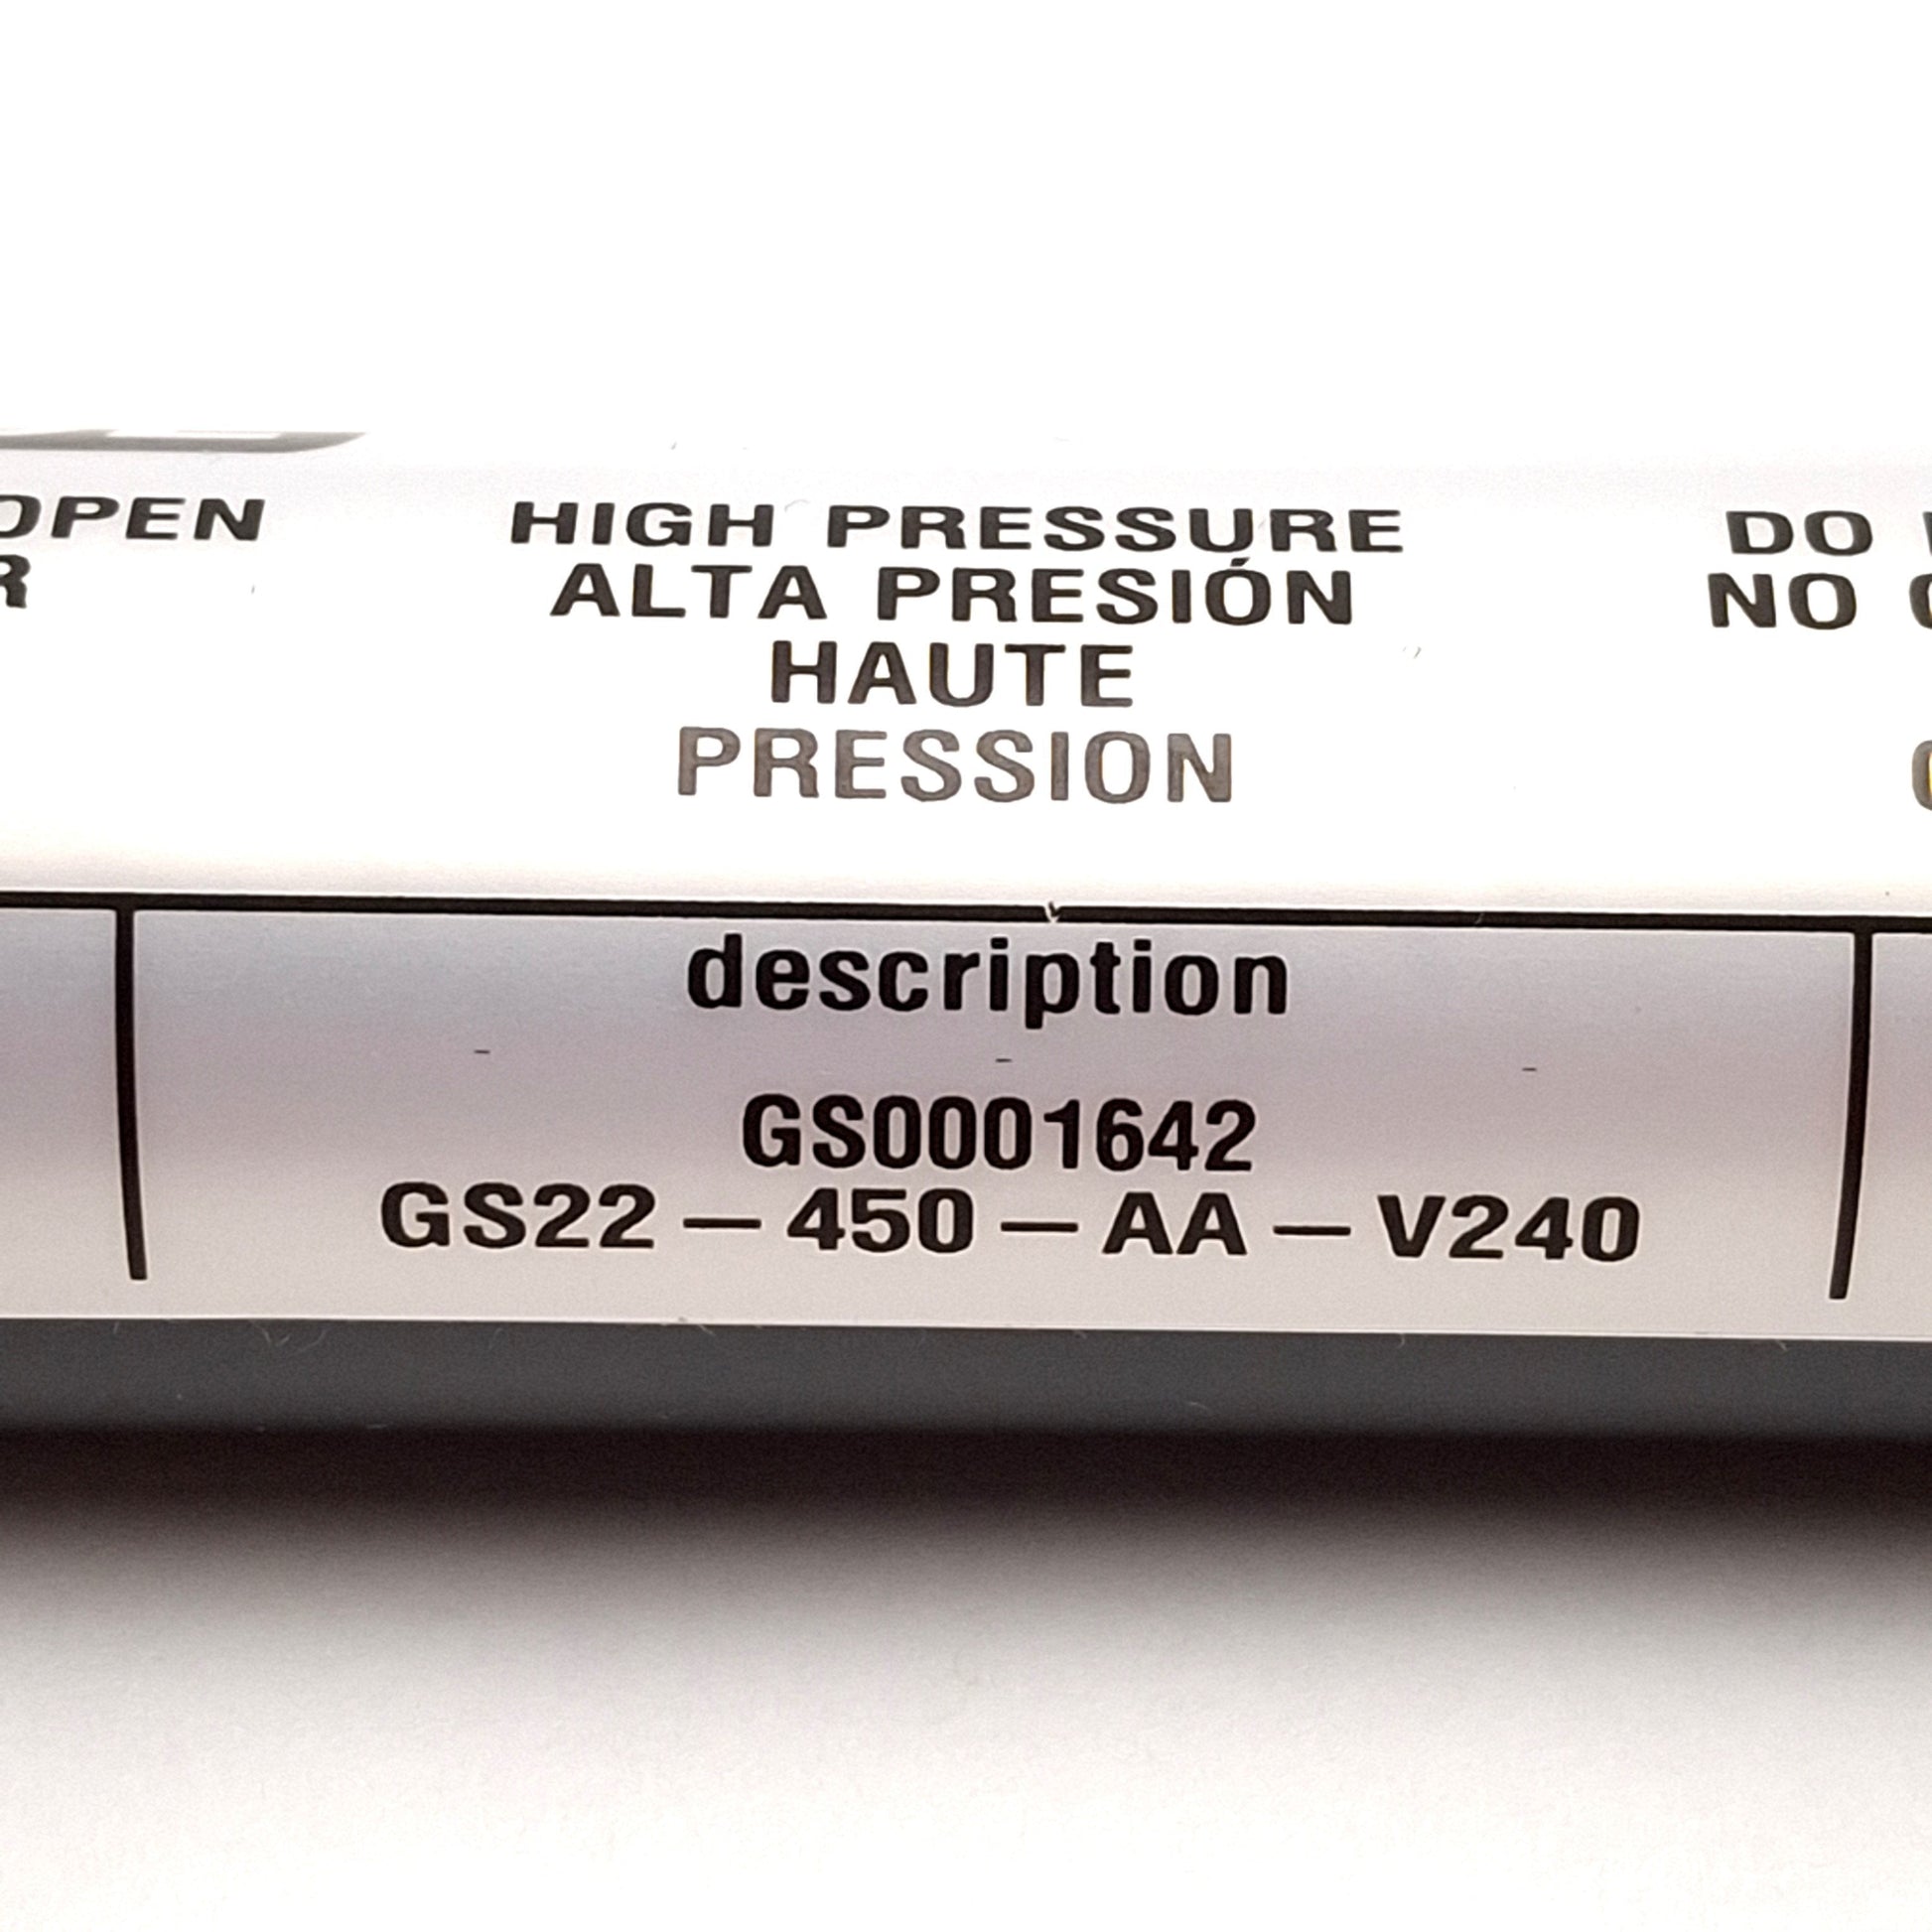 OPEN
HIGH PRESSURE
ALTA PRESIÓN
HAUTE
PRESSION
DO
NO
description
GS0001642
GS22 – 450 – AA – V240